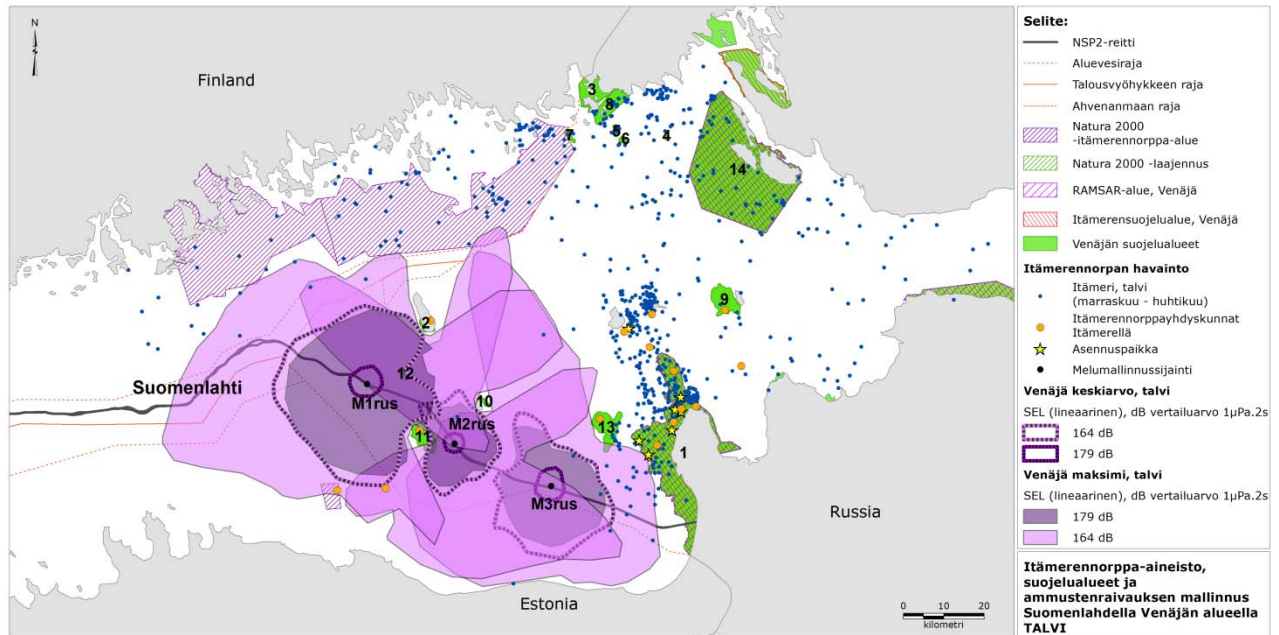 N
Finland
3
8
5
6
7
4
14
2
9
12
Suomenlahti
M1rus
10
M2rus
11
13
1
M3rus
Russia
Estonia
0 10 20
kilometri
Selite:
NSP2-reitti
Aluevesiraja
Talousvyöhykkeen raja
Ahvenanmaan raja
Natura 2000
-itämerennorppa-alue
Natura 2000 -laajennus
RAMSAR-alue, Venäjä
Itämerensuojelualue, Venäjä
Venäjän suojelualueet
Itämerennorpan havainto
Itämeri, talvi
(marraskuu - huhtikuu)
Itämerennorppayhdyskunnat
Itämerellä
Asennuspaikka
Melumallinnussijainti
Venäjä keskiarvo, talvi
SEL (lineaarinen), dB vertailuarvo 1µPa.2s
164 dB
179 dB
Venäjä maksimi, talvi
SEL (lineaarinen), dB vertailuarvo 1µPa.2s
179 dB
164 dB
Itämerennorppa-aineisto,
suojelualueet ja
ammustenraivauksen mallinnus
Suomenlahdella Venäjän alueella
TALVI